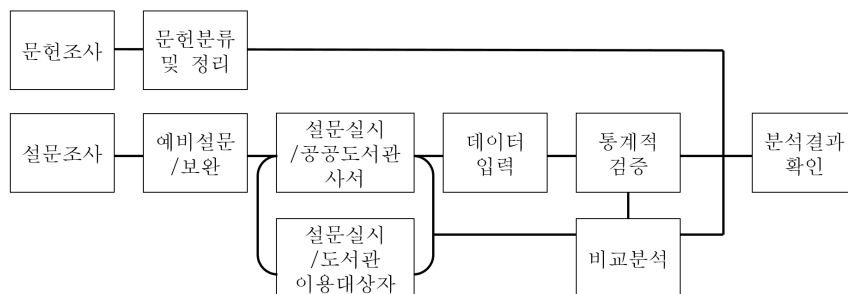 문헌조사
문헌분류
및 정리
설문조사
예비설문
/보완
설문실시
/공공도서관
사서
데이터
입력
통계적
검증
분석결과
확인
설문실시
/도서관
이용대상자
비교분석